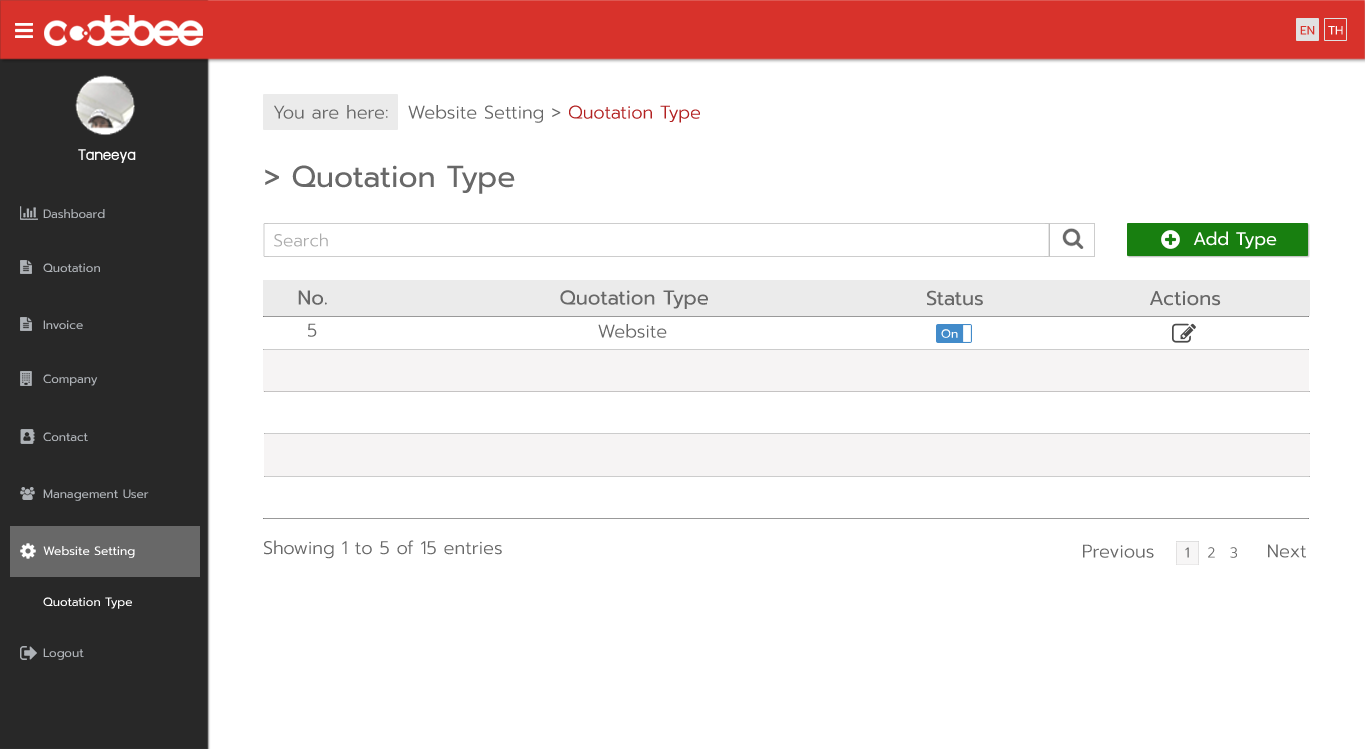 codebee
EN TH
Taneeya
Dashboard
Quotation
Invoice
Company
Contact
Management User
Website Setting
Quotation Type
Logout
You are here: Website Setting > Quotation Type
> Quotation Type
Search
Add Type
No. Quotation Type Status Actions
5 Website On
Showing 1 to 5 of 15 entries
Previous 1 2 3 Next